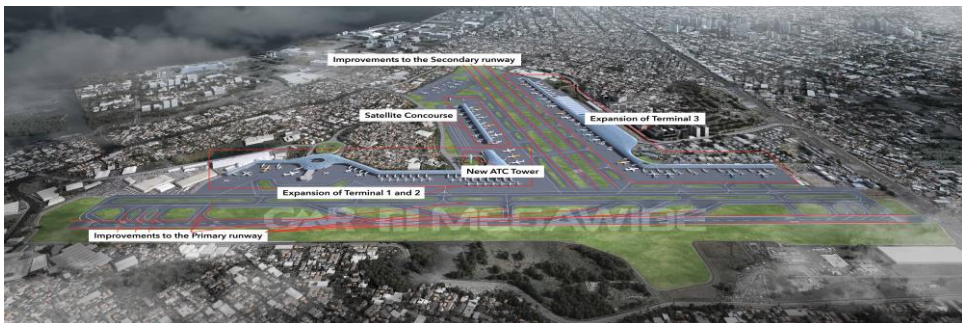 Improvements to the Secondary runway
Satellite Concourse
Expansion of Terminal 3
New ATC Tower
Expansion of Terminal 1 and 2
GMR MEGAWIDE
Improvements to the Primary runway